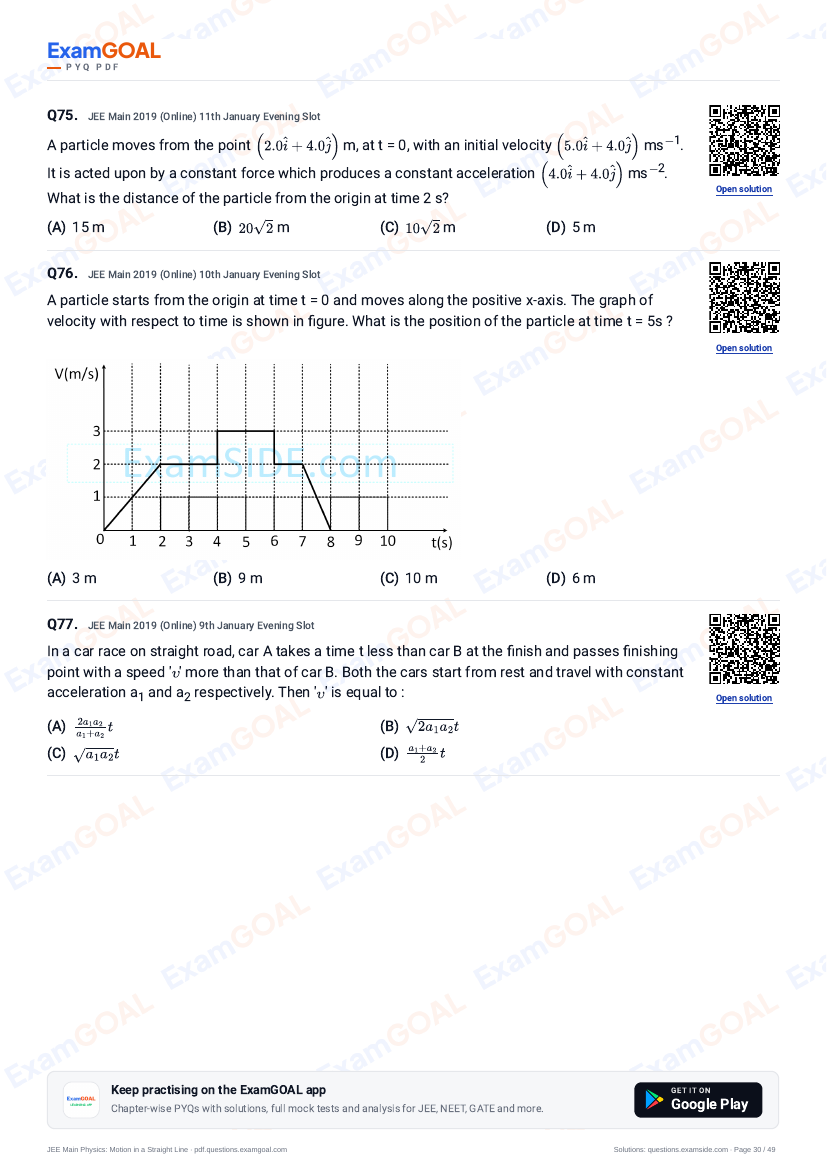 ExamGOAL
PYQ PDF
Q75. JEE Main 2019 (Online) 11th January Evening Slot
A particle moves from the point (2.0î + 4.0ĵ) m, at t = 0, with an initial velocity (5.0î + 4.0ĵ) ms⁻¹.
It is acted upon by a constant force which produces a constant acceleration (4.0î + 4.0ĵ) ms⁻².
What is the distance of the particle from the origin at time 2 s?
Open solution
(A) 15 m (B) 20√2 m (C) 10√2 m (D) 5 m
Q76. JEE Main 2019 (Online) 10th January Evening Slot
A particle starts from the origin at time t = 0 and moves along the positive x-axis. The graph of
velocity with respect to time is shown in figure. What is the position of the particle at time t = 5s ?
Open solution
V(m/s)
3
2
1
ExamSIDE.com
0 1 2 3 4 5 6 7 8 9 10 t(s)
(A) 3 m (B) 9 m (C) 10 m (D) 6 m
Q77. JEE Main 2019 (Online) 9th January Evening Slot
In a car race on straight road, car A takes a time t less than car B at the finish and passes finishing
point with a speed 'υ' more than that of car B. Both the cars start from rest and travel with constant
acceleration a₁ and a₂ respectively. Then 'υ' is equal to :
Open solution
(A) 2a₁a₂/(a₁+a₂) t (B) √(2a₁a₂) t
(C) √(a₁a₂) t (D) (a₁+a₂)/2 t
Keep practising on the ExamGOAL app
Chapter-wise PYQs with solutions, full mock tests and analysis for JEE, NEET, GATE and more.
ExamGOAL
GET IT ON
Google Play
JEE Main Physics: Motion in a Straight Line · pdf.questions.examgoal.com
Solutions: questions.examside.com · Page 30 / 49